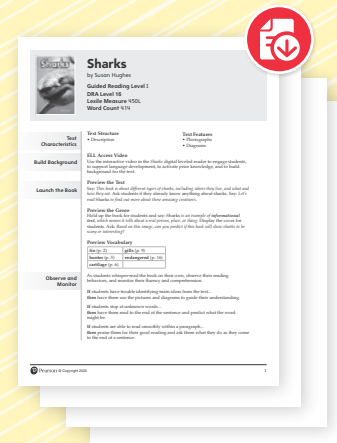 Sharks
Sharks
by Susan Hughes
Guided Reading Level I
DRA Level 16
Lexile Measure 450L
Word Count 414
Text Characteristics
Text Structure
• Description
Text Features
• Photographs
• Diagrams
Build Background
ELL Access Video
Use the interactive video in the Sharks digital leveled reader to engage students,
to support language development, to activate prior knowledge, and to build
background for the text.
Launch the Book
Preview the Text
Say: This book is about different types of sharks, including where they live, and what and
how they eat. Ask students if they already know anything about sharks. Say: Let's
read Sharks to find out more about these amazing creatures.
Preview the Genre
Hold up the book for students and say: Sharks is an example of informational
text, which means it tells about a real person, place, or thing. Display the cover for
students. Ask: Based on this image, can you predict if this book will show sharks to be
scary or interesting?
Preview Vocabulary
fin (p. 2) gills (p. 9)
hunter (p. 5) endangered (p. 16)
cartilage (p. 6)
Observe and Monitor
As students whisper-read the book on their own, observe their reading
behaviors, and monitor their fluency and comprehension.
If students have trouble identifying main ideas from the text...
then have them use the pictures and diagrams to guide their understanding.
If students stop at unknown words...
then have them read to the end of the sentence and predict what the word
might be.
If students are able to read smoothly within a paragraph...
then praise them for their good reading and ask them what they do as they come
to the end of a sentence.
Pearson © Copyright 2020.
1